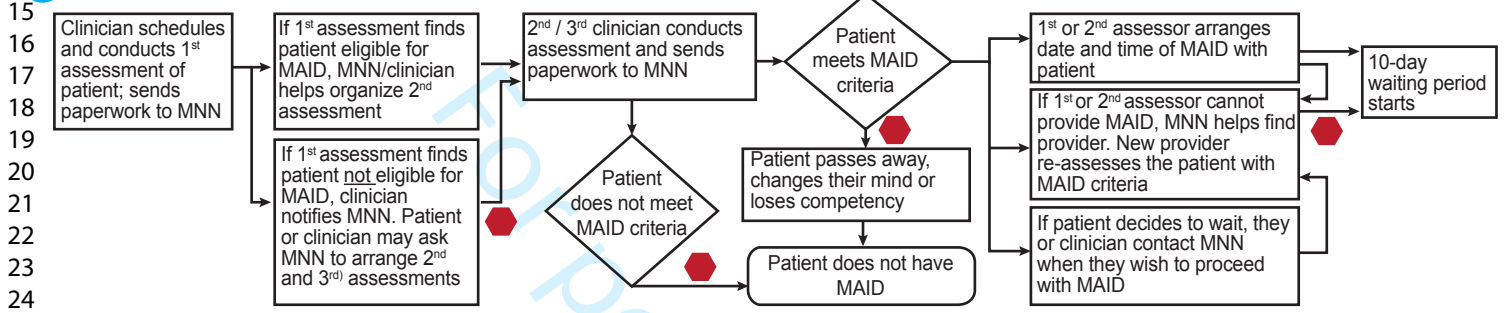 15
16
17
18
19
20
21
22
23
24
Clinician schedules
and conducts 1st
assessment of
patient; sends
paperwork to MNN
If 1st assessment finds
patient eligible for
MAID, MNN/clinician
helps organize 2nd
assessment
If 1st assessment finds
patient not eligible for
MAID, clinician
notifies MNN. Patient
or clinician may ask
MNN to arrange 2nd
and 3rd) assessments
2nd / 3rd clinician conducts
assessment and sends
paperwork to MNN
Patient
does not meet
MAID criteria
Patient
meets MAID
criteria
Patient passes away,
changes their mind or
loses competency
Patient does not have
MAID
1st or 2nd assessor arranges
date and time of MAID with
patient
If 1st or 2nd assessor cannot
provide MAID, MNN helps find
provider. New provider
re-assesses the patient with
MAID criteria
If patient decides to wait, they
or clinician contact MNN
when they wish to proceed
with MAID
10-day
waiting period
starts
For